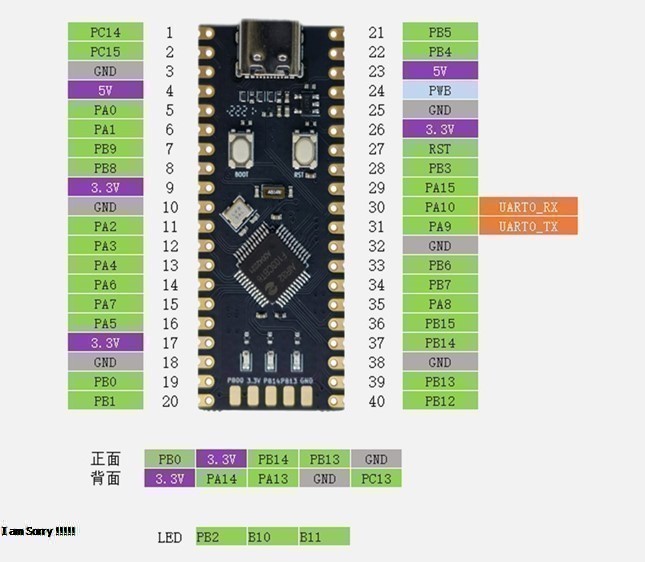 PC14 1 21 PB5
PC15 2 22 PB4
GND 3 23 5V
5V 4 24 PWB
PA0 5 25 GND
PA1 6 26 3.3V
PB9 7 27 RST
PB8 8 28 PB3
BOOT RST
3.3V 9 29 PA15
GND 10 30 PA10 UART0_RX
PA2 11 31 PA9 UART0_TX
PA3 12 32 GND
PA4 13 33 PB6
PA6 14 34 PB7
PA7 15 35 PA8
PA5 16 36 PB15
3.3V 17 37 PB14
GND 18 38 GND
PB00 3.3V PB14 PB13 GND
PB0 19 39 PB13
PB1 20 40 PB12
正面 PB0 3.3V PB14 PB13 GND
背面 3.3V PA14 PA13 GND PC13
I am Sorry !!!!!
LED PB2 B10 B11